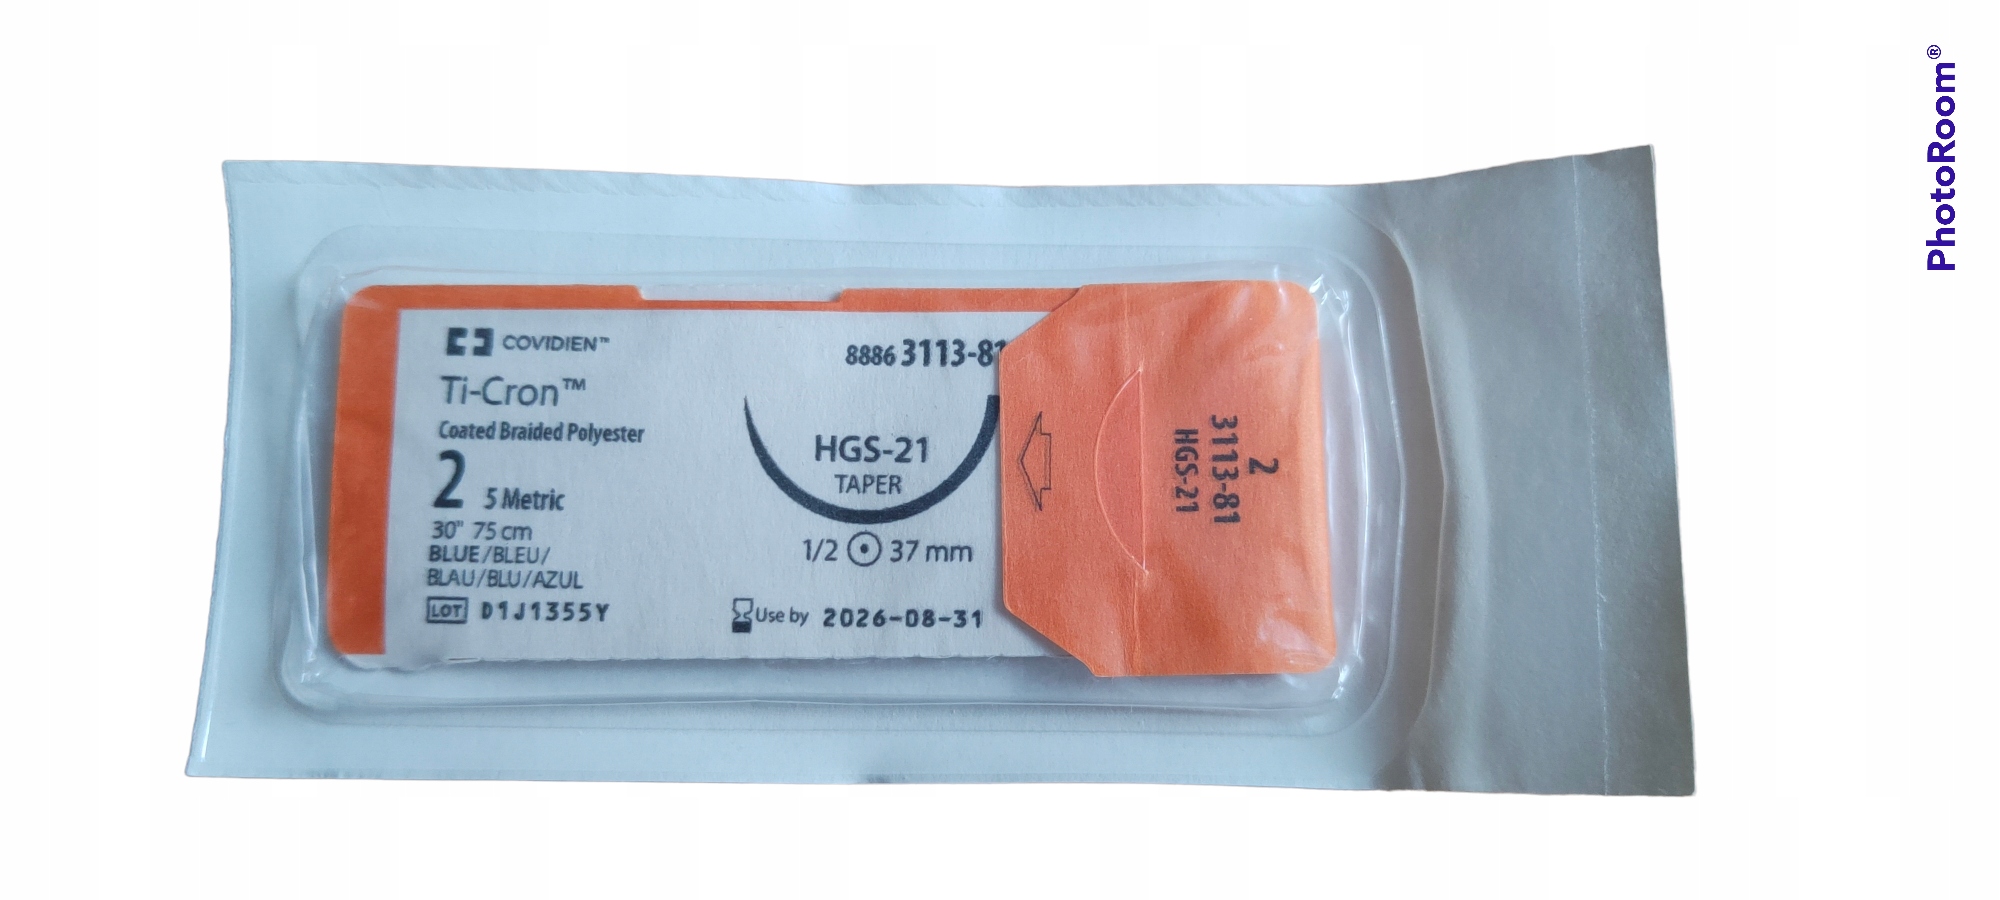 COVIDIEN™
Ti-Cron™
Coated Braided Polyester
2 5 Metric
30" 75 cm
BLUE/BLEU/
BLAU/BLU/AZUL
LOT D1J1355Y
8886 3113-81
HGS-21
TAPER
1/2 37 mm
Use by 2026-08-31
2
3113-81
HGS-21
PhotoRoom®